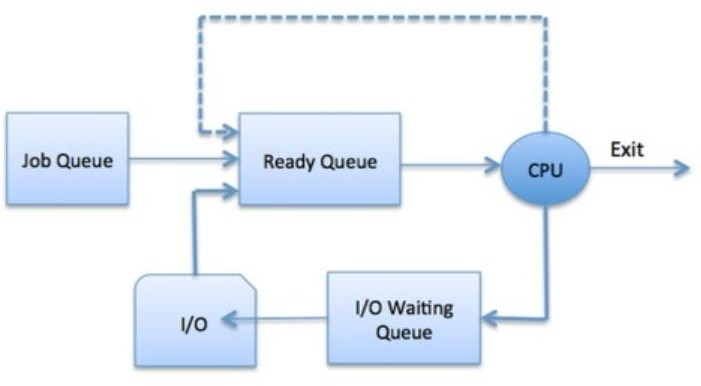 Job Queue
Ready Queue
CPU
Exit
I/O
I/O Waiting
Queue